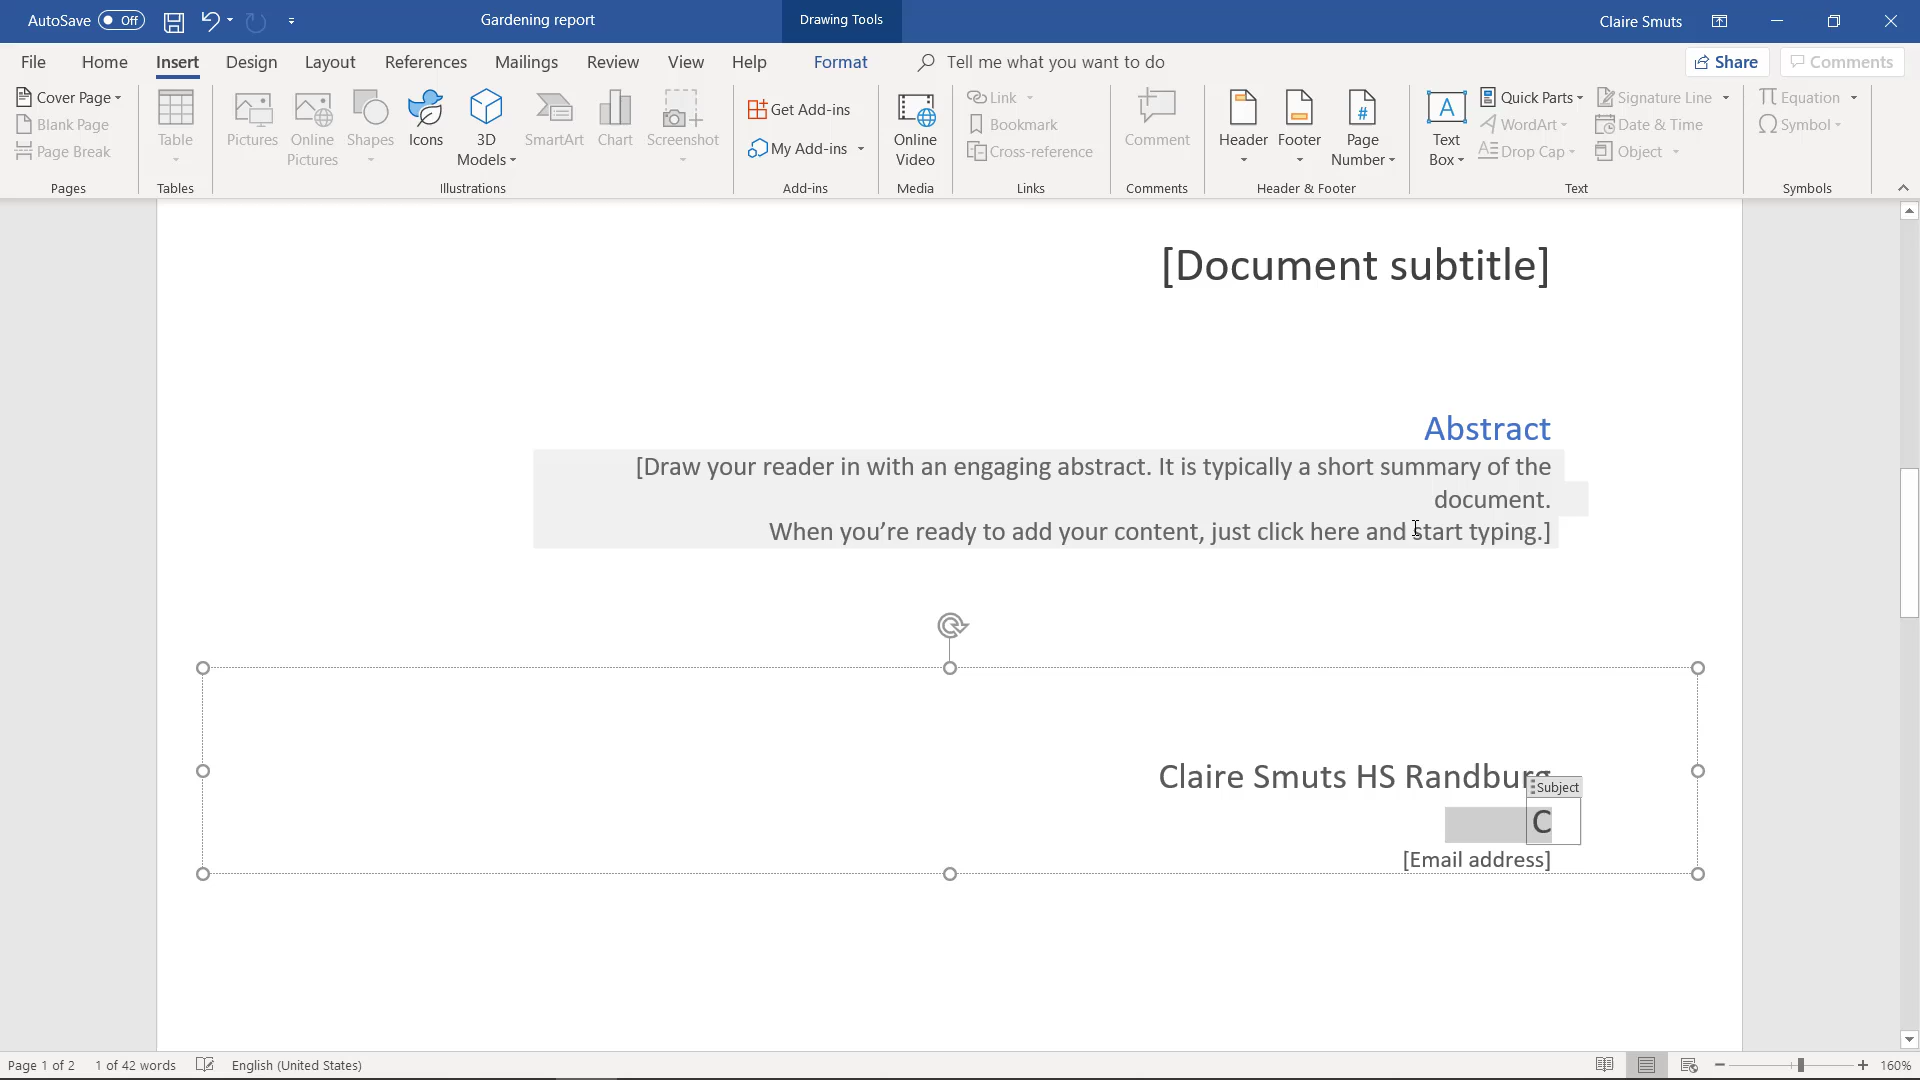 AutoSave Off Gardening report Drawing Tools Claire Smuts
File Home Insert Design Layout References Mailings Review View Help Format Tell me what you want to do Share Comments
Cover Page
Blank Page
Page Break
Pages
Table
Tables
Pictures
Online Pictures
Shapes
Icons
3D Models
SmartArt
Chart
Screenshot
Illustrations
Get Add-ins
My Add-ins
Add-ins
Online Video
Media
Link
Bookmark
Cross-reference
Links
Comment
Comments
Header
Footer
Page Number
Header & Footer
A
Text Box
Quick Parts
WordArt
Drop Cap
Signature Line
Date & Time
Object
Text
Equation
Symbol
Symbols
[Document subtitle]
Abstract
[Draw your reader in with an engaging abstract. It is typically a short summary of the
document.
When you’re ready to add your content, just click here and start typing.]
Claire Smuts HS Randburg
Subject
C
[Email address]
Page 1 of 2 1 of 42 words English (United States) 160%